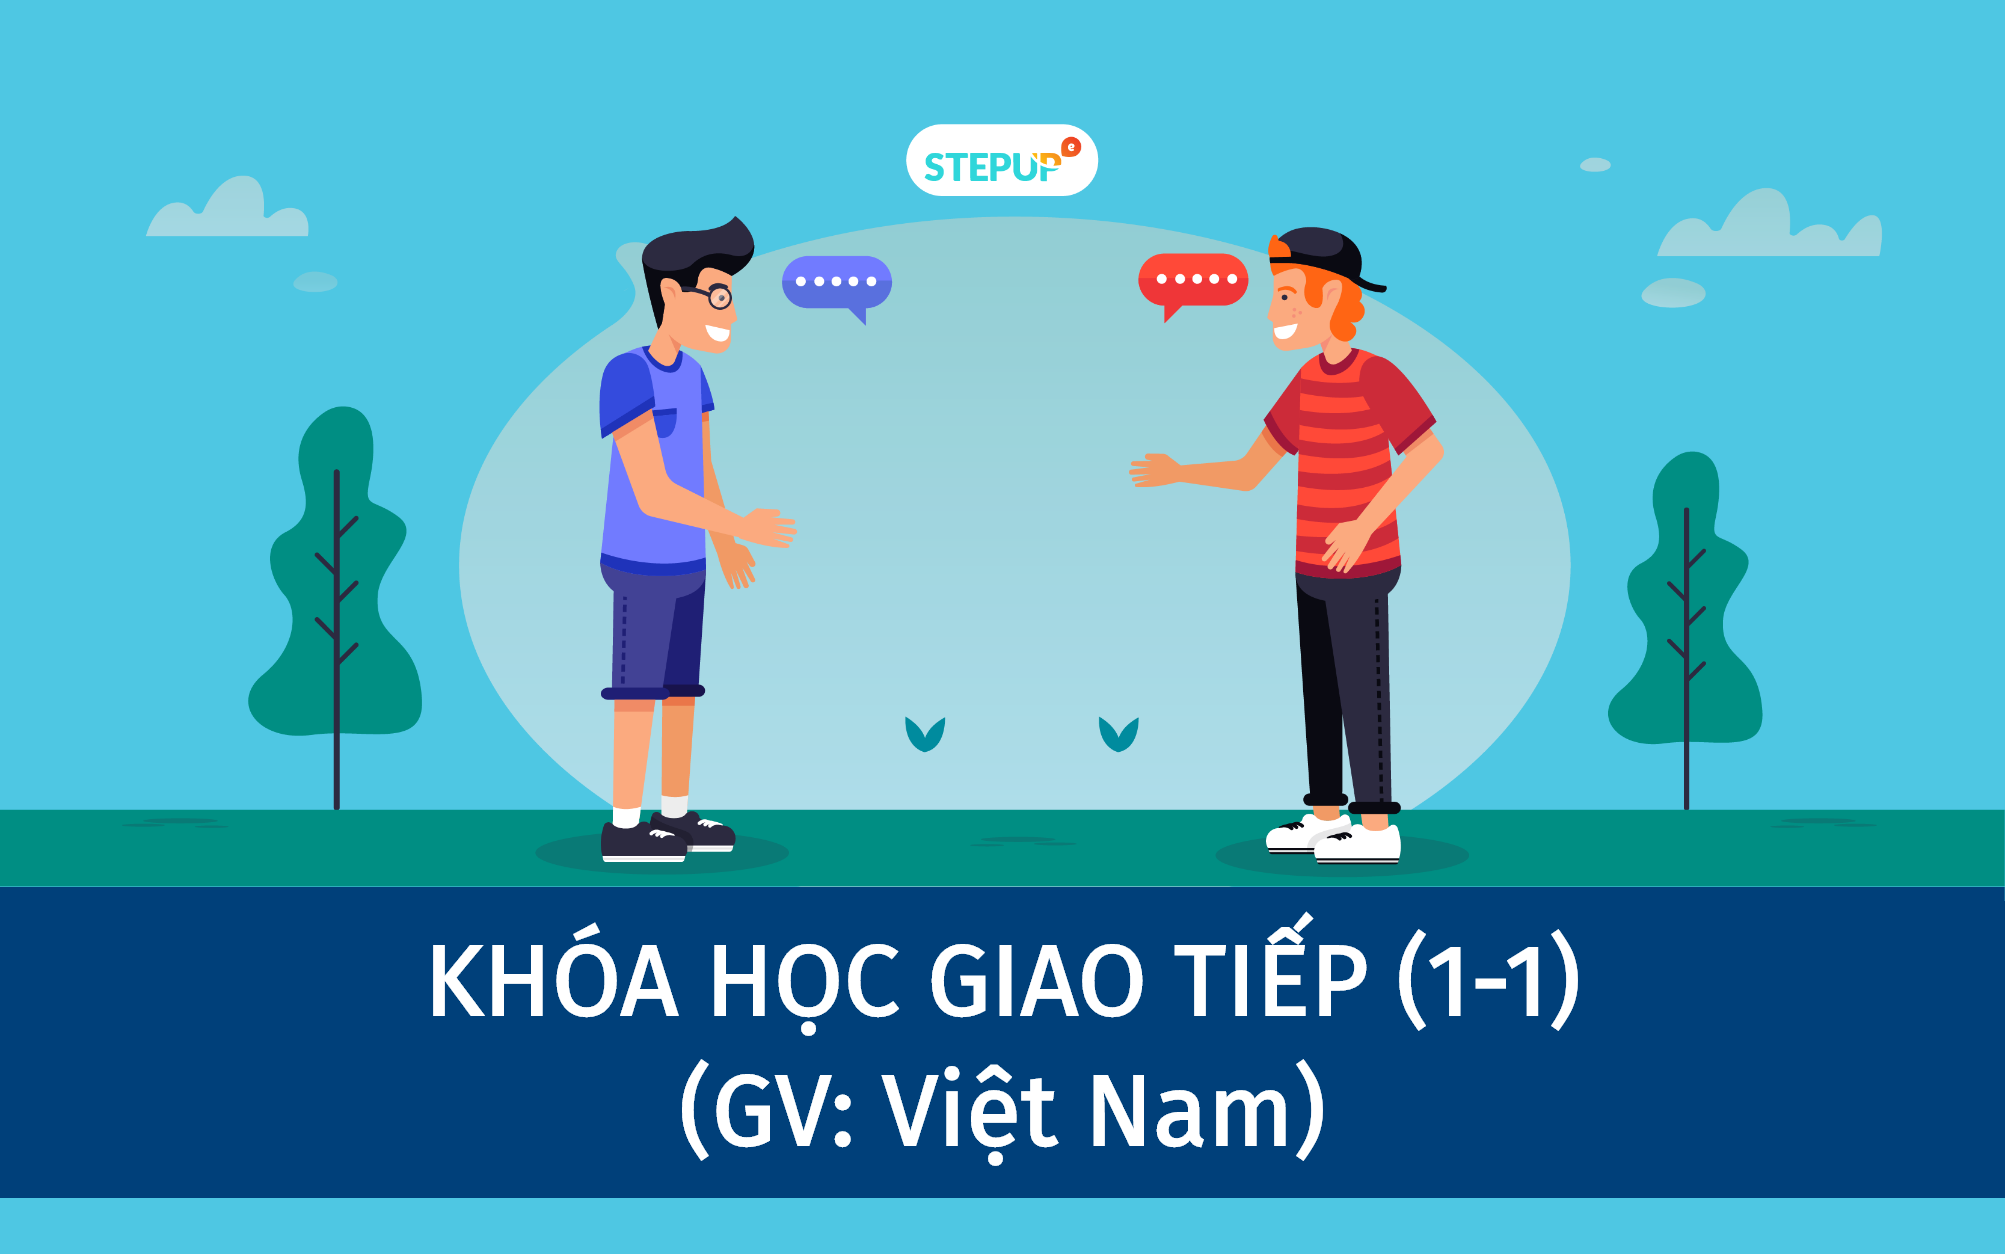 STEPUP e
KHÓA HỌC GIAO TIẾP (1-1)
(GV: Việt Nam)